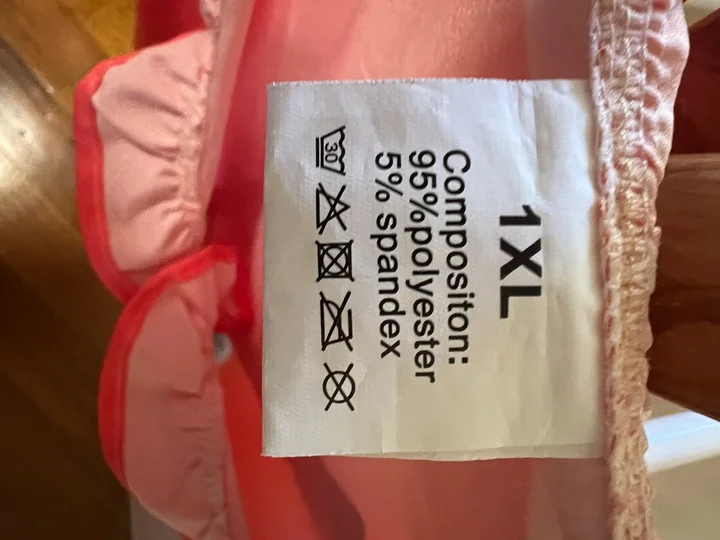 1XL
Compositon:
95%polyester
5% spandex
30